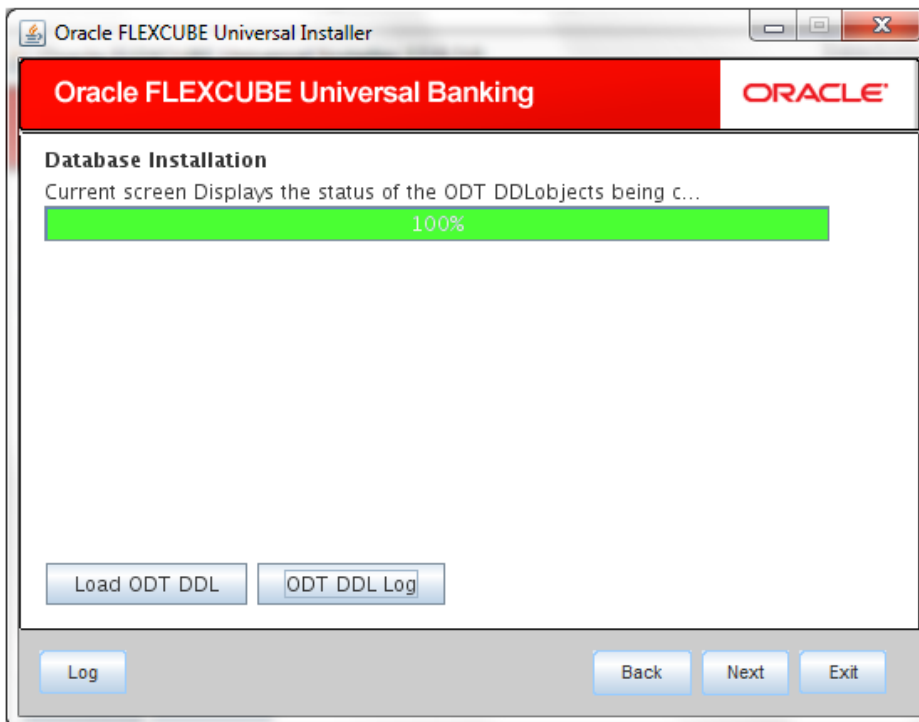 Oracle FLEXCUBE Universal Installer
Oracle FLEXCUBE Universal Banking
ORACLE
Database Installation
Current screen Displays the status of the ODT DDLobjects being c...
100%
Load ODT DDL
ODT DDL Log
Log
Back
Next
Exit